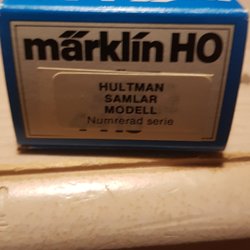 märklin HO
HULTMAN
SAMLAR
MODELL
Numrerad serie